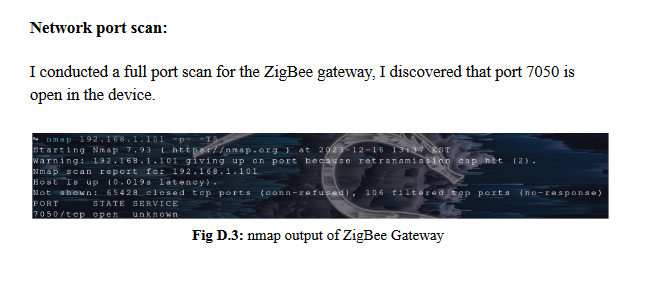 Network port scan:
I conducted a full port scan for the ZigBee gateway, I discovered that port 7050 is
open in the device.
nmap 192.168.1.101 -p- -T5
Starting Nmap 7.93 ( https://nmap.org ) at 2023-12-16 13:37 EST
Warning: 192.168.1.101 giving up on port because retransmission cap hit (2).
Nmap scan report for 192.168.1.101
Host is up (0.019s latency).
Not shown: 65428 closed tcp ports (conn-refused), 106 filtered tcp ports (no-response)
PORT STATE SERVICE
7050/tcp open unknown
Fig D.3: nmap output of ZigBee Gateway